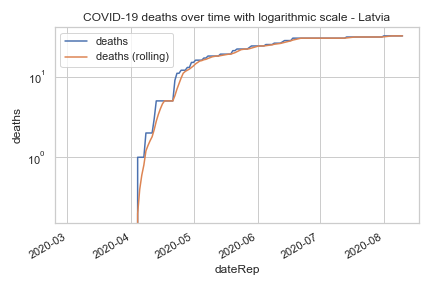 COVID-19 deaths over time with logarithmic scale - Latvia
deaths
deaths (rolling)
10¹
10⁰
deaths
2020-03
2020-04
2020-05
2020-06
2020-07
2020-08
dateRep